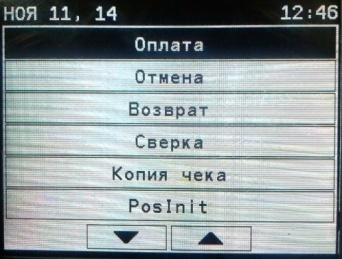 НОЯ 11, 14 12:46
Оплата
Отмена
Возврат
Сверка
Копия чека
PosInit